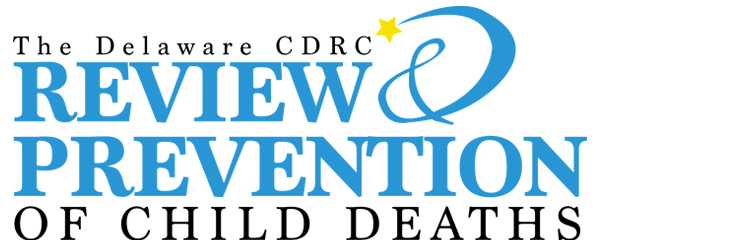 The Delaware CDRC
REVIEW &
PREVENTION
OF CHILD DEATHS